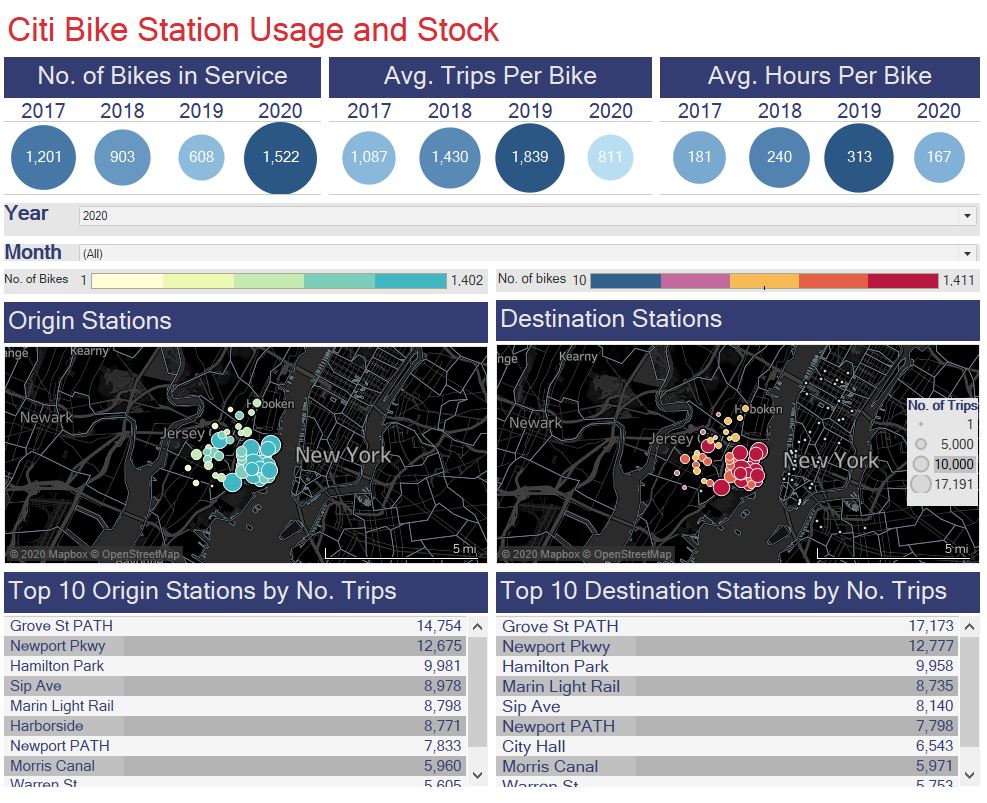 Citi Bike Station Usage and Stock
No. of Bikes in Service
2017 2018 2019 2020
1,201 903 608 1,522
Avg. Trips Per Bike
2017 2018 2019 2020
1,087 1,430 1,839 811
Avg. Hours Per Bike
2017 2018 2019 2020
181 240 313 167
Year 2020
Month (All)
No. of Bikes 1 1,402
No. of bikes 10 1,411
Origin Stations
ange Kearny
Newark
Hoboken
Jersey
New York
5 mi
© 2020 Mapbox © OpenStreetMap
Destination Stations
nge Kearny
Newark
Hoboken
Jersey
New York
No. of Trips
1
5,000
10,000
17,191
5 mi
© 2020 Mapbox © OpenStreetMap
Top 10 Origin Stations by No. Trips
Grove St PATH 14,754
Newport Pkwy 12,675
Hamilton Park 9,981
Sip Ave 8,978
Marin Light Rail 8,798
Harborside 8,771
Newport PATH 7,833
Morris Canal 5,960
Warren St 5,605
Top 10 Destination Stations by No. Trips
Grove St PATH 17,173
Newport Pkwy 12,777
Hamilton Park 9,958
Marin Light Rail 8,735
Sip Ave 8,140
Newport PATH 7,798
City Hall 6,543
Morris Canal 5,971
Warren St 5,753